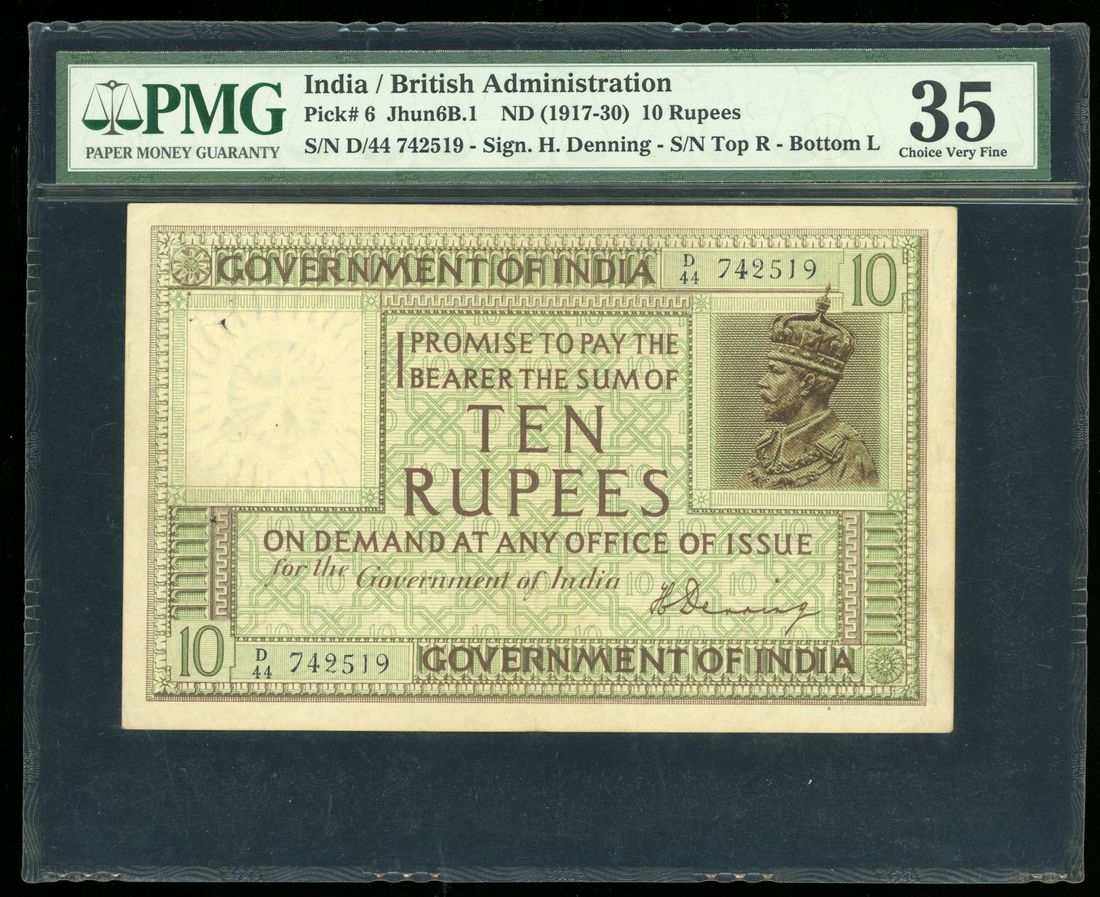 PMG
PAPER MONEY GUARANTY
India / British Administration
Pick# 6 Jhun6B.1 ND (1917-30) 10 Rupees
S/N D/44 742519 - Sign. H. Denning - S/N Top R - Bottom L
35
Choice Very Fine
GOVERNMENT OF INDIA
D/44 742519
10
I PROMISE TO PAY THE
BEARER THE SUM OF
TEN
RUPEES
ON DEMAND AT ANY OFFICE OF ISSUE
for the Government of India
H Denning
10
D/44 742519
GOVERNMENT OF INDIA